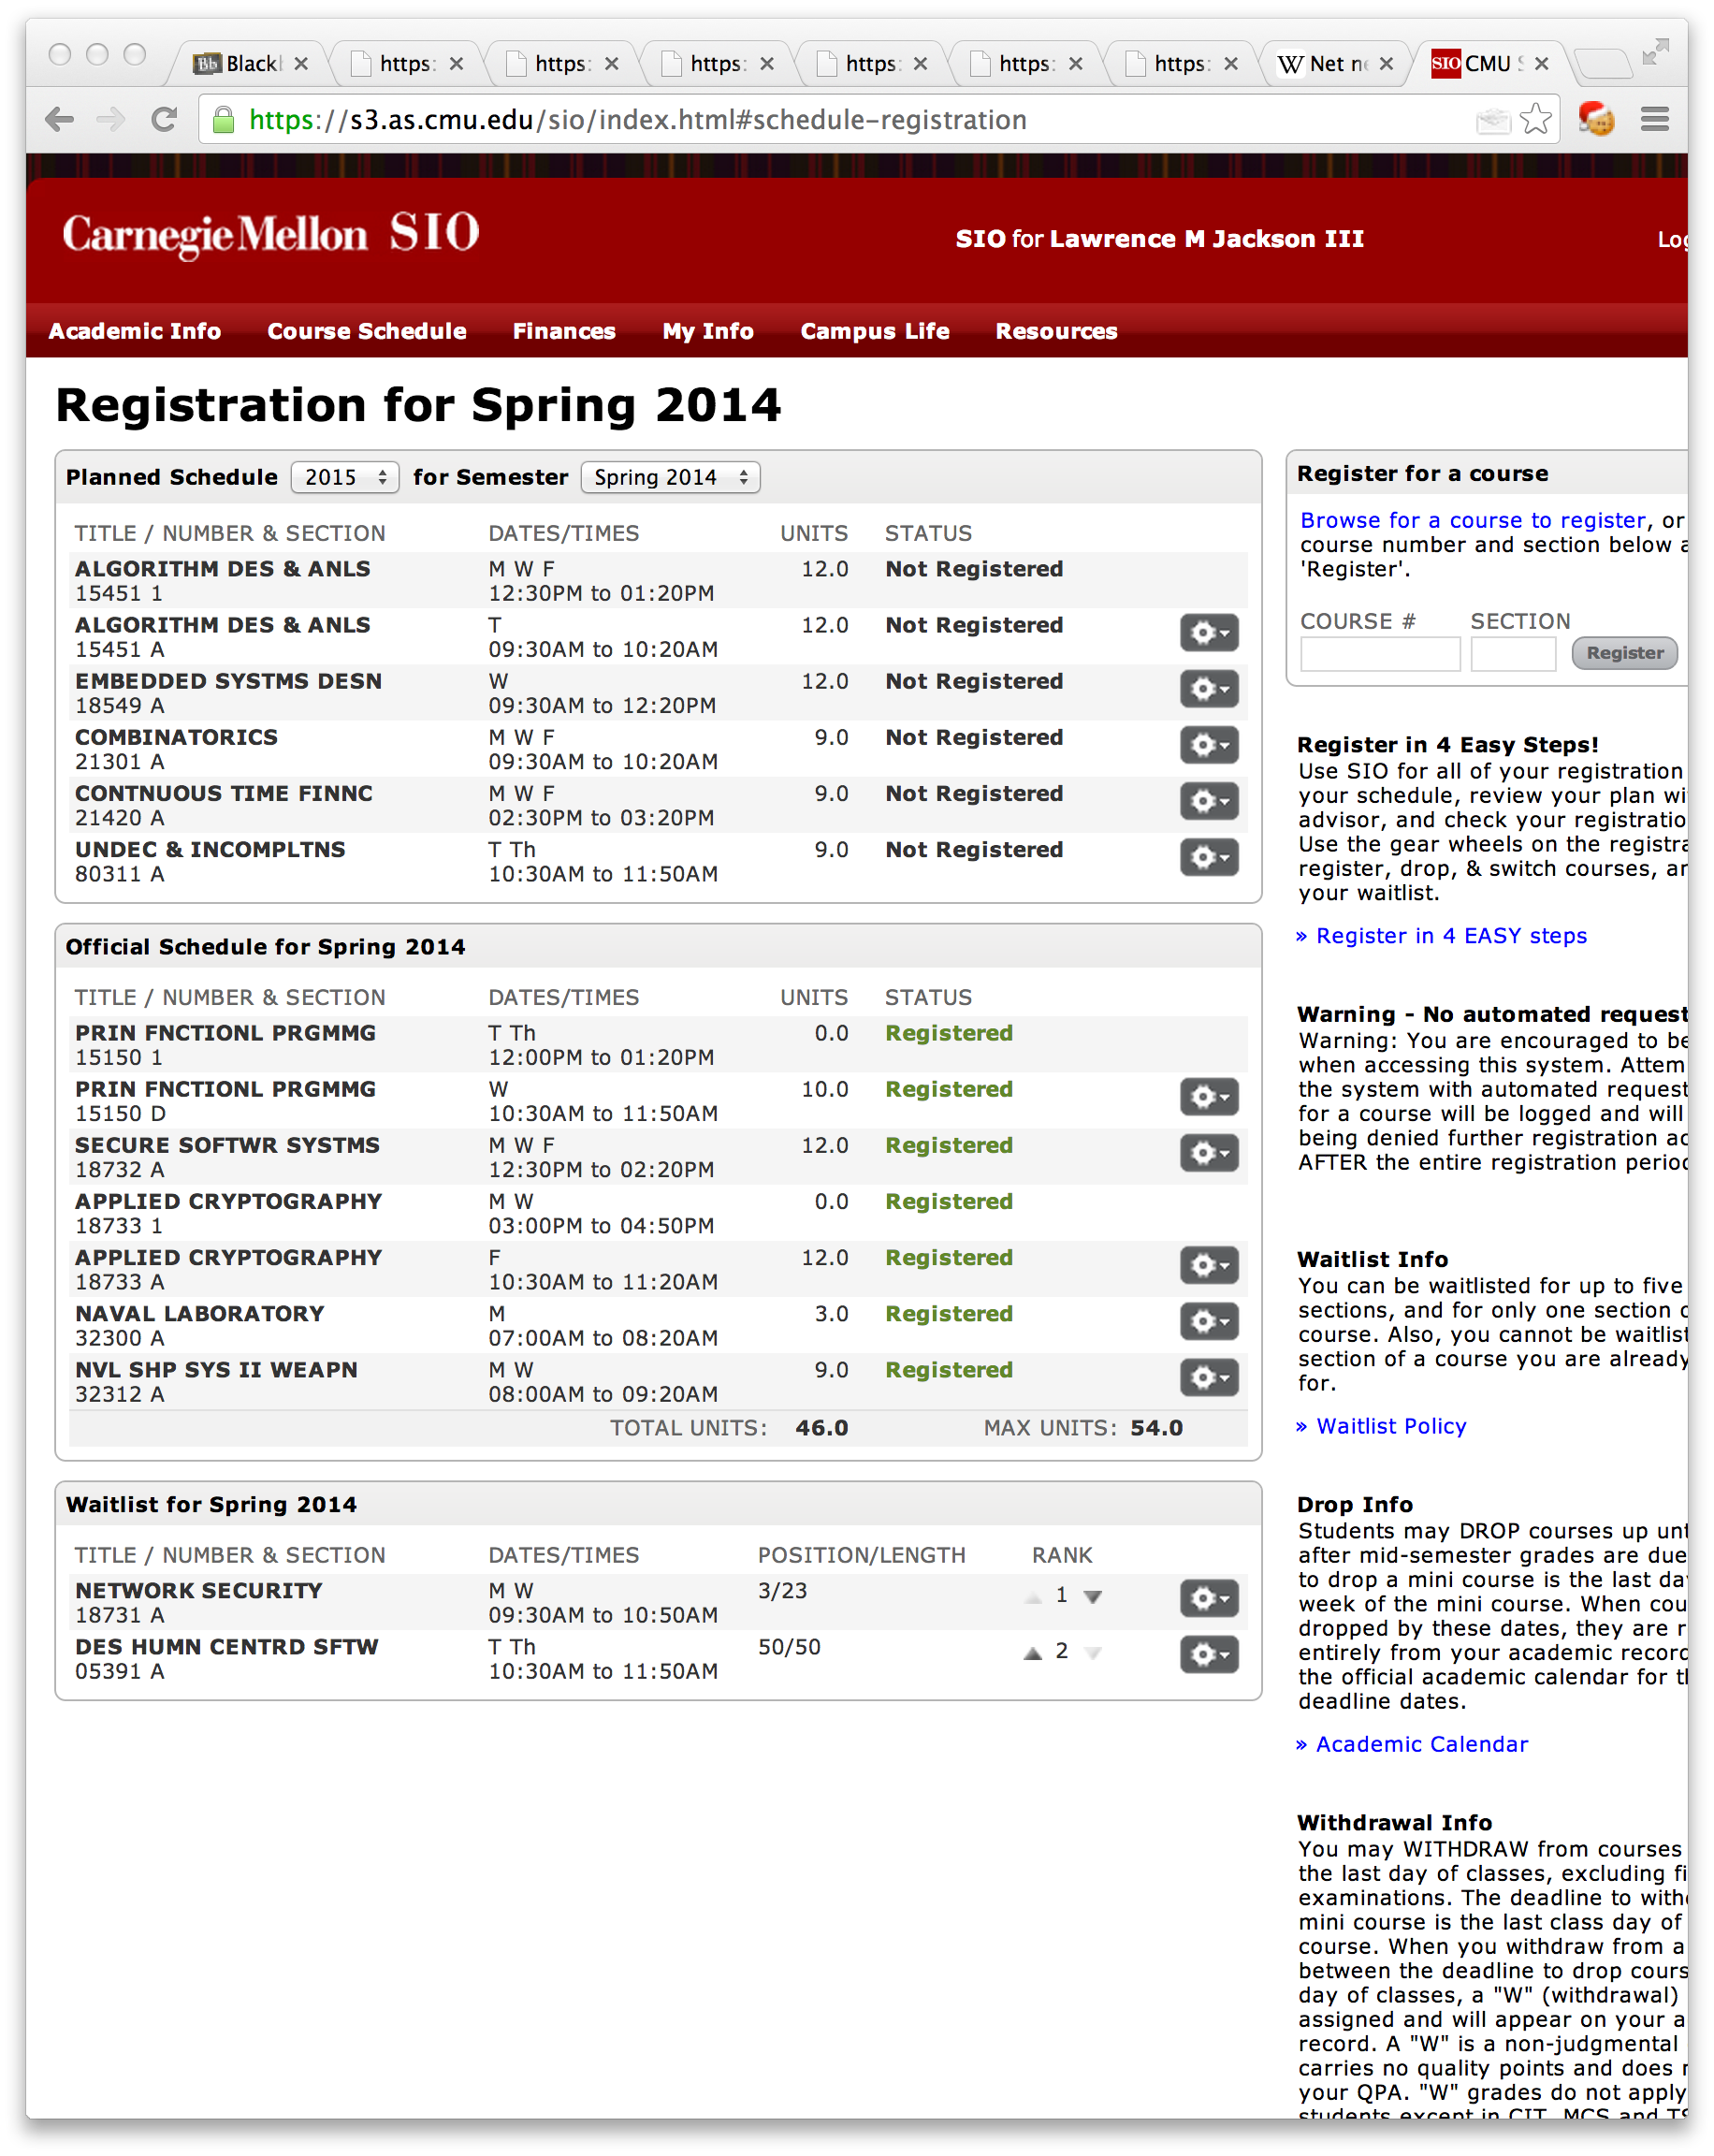 Blackb
https:
https:
https:
https:
https:
https:
Net ne
CMU S
https://s3.as.cmu.edu/sio/index.html#schedule-registration
Carnegie Mellon SIO
SIO for Lawrence M Jackson III
Log
Academic Info Course Schedule Finances My Info Campus Life Resources
Registration for Spring 2014
Planned Schedule 2015 for Semester Spring 2014
TITLE / NUMBER & SECTION DATES/TIMES UNITS STATUS
ALGORITHM DES & ANLS M W F 12.0 Not Registered
15451 1 12:30PM to 01:20PM
ALGORITHM DES & ANLS T 12.0 Not Registered
15451 A 09:30AM to 10:20AM
EMBEDDED SYSTMS DESN W 12.0 Not Registered
18549 A 09:30AM to 12:20PM
COMBINATORICS M W F 9.0 Not Registered
21301 A 09:30AM to 10:20AM
CONTNUOUS TIME FINNC M W F 9.0 Not Registered
21420 A 02:30PM to 03:20PM
UNDEC & INCOMPLTNS T Th 9.0 Not Registered
80311 A 10:30AM to 11:50AM
Official Schedule for Spring 2014
TITLE / NUMBER & SECTION DATES/TIMES UNITS STATUS
PRIN FNCTIONL PRGMMG T Th 0.0 Registered
15150 1 12:00PM to 01:20PM
PRIN FNCTIONL PRGMMG W 10.0 Registered
15150 D 10:30AM to 11:50AM
SECURE SOFTWR SYSTMS M W F 12.0 Registered
18732 A 12:30PM to 02:20PM
APPLIED CRYPTOGRAPHY M W 0.0 Registered
18733 1 03:00PM to 04:50PM
APPLIED CRYPTOGRAPHY F 12.0 Registered
18733 A 10:30AM to 11:20AM
NAVAL LABORATORY M 3.0 Registered
32300 A 07:00AM to 08:20AM
NVL SHP SYS II WEAPN M W 9.0 Registered
32312 A 08:00AM to 09:20AM
TOTAL UNITS: 46.0 MAX UNITS: 54.0
Waitlist for Spring 2014
TITLE / NUMBER & SECTION DATES/TIMES POSITION/LENGTH RANK
NETWORK SECURITY M W 3/23 1
18731 A 09:30AM to 10:50AM
DES HUMN CENTRD SFTW T Th 50/50 2
05391 A 10:30AM to 11:50AM
Register for a course
Browse for a course to register, or
course number and section below a
'Register'.
COURSE # SECTION
Register
Register in 4 Easy Steps!
Use SIO for all of your registration
your schedule, review your plan wi
advisor, and check your registratio
Use the gear wheels on the registra
register, drop, & switch courses, an
your waitlist.
» Register in 4 EASY steps
Warning - No automated request
Warning: You are encouraged to be
when accessing this system. Attem
the system with automated request
for a course will be logged and will
being denied further registration ac
AFTER the entire registration period
Waitlist Info
You can be waitlisted for up to five
sections, and for only one section o
course. Also, you cannot be waitlist
section of a course you are already
for.
» Waitlist Policy
Drop Info
Students may DROP courses up unt
after mid-semester grades are due
to drop a mini course is the last da
week of the mini course. When cou
dropped by these dates, they are r
entirely from your academic record
the official academic calendar for th
deadline dates.
» Academic Calendar
Withdrawal Info
You may WITHDRAW from courses
the last day of classes, excluding fi
examinations. The deadline to with
mini course is the last class day of
course. When you withdraw from a
between the deadline to drop cours
day of classes, a "W" (withdrawal)
assigned and will appear on your a
record. A "W" is a non-judgmental
carries no quality points and does n
your QPA. "W" grades do not apply
students except in CIT, MCS and TS